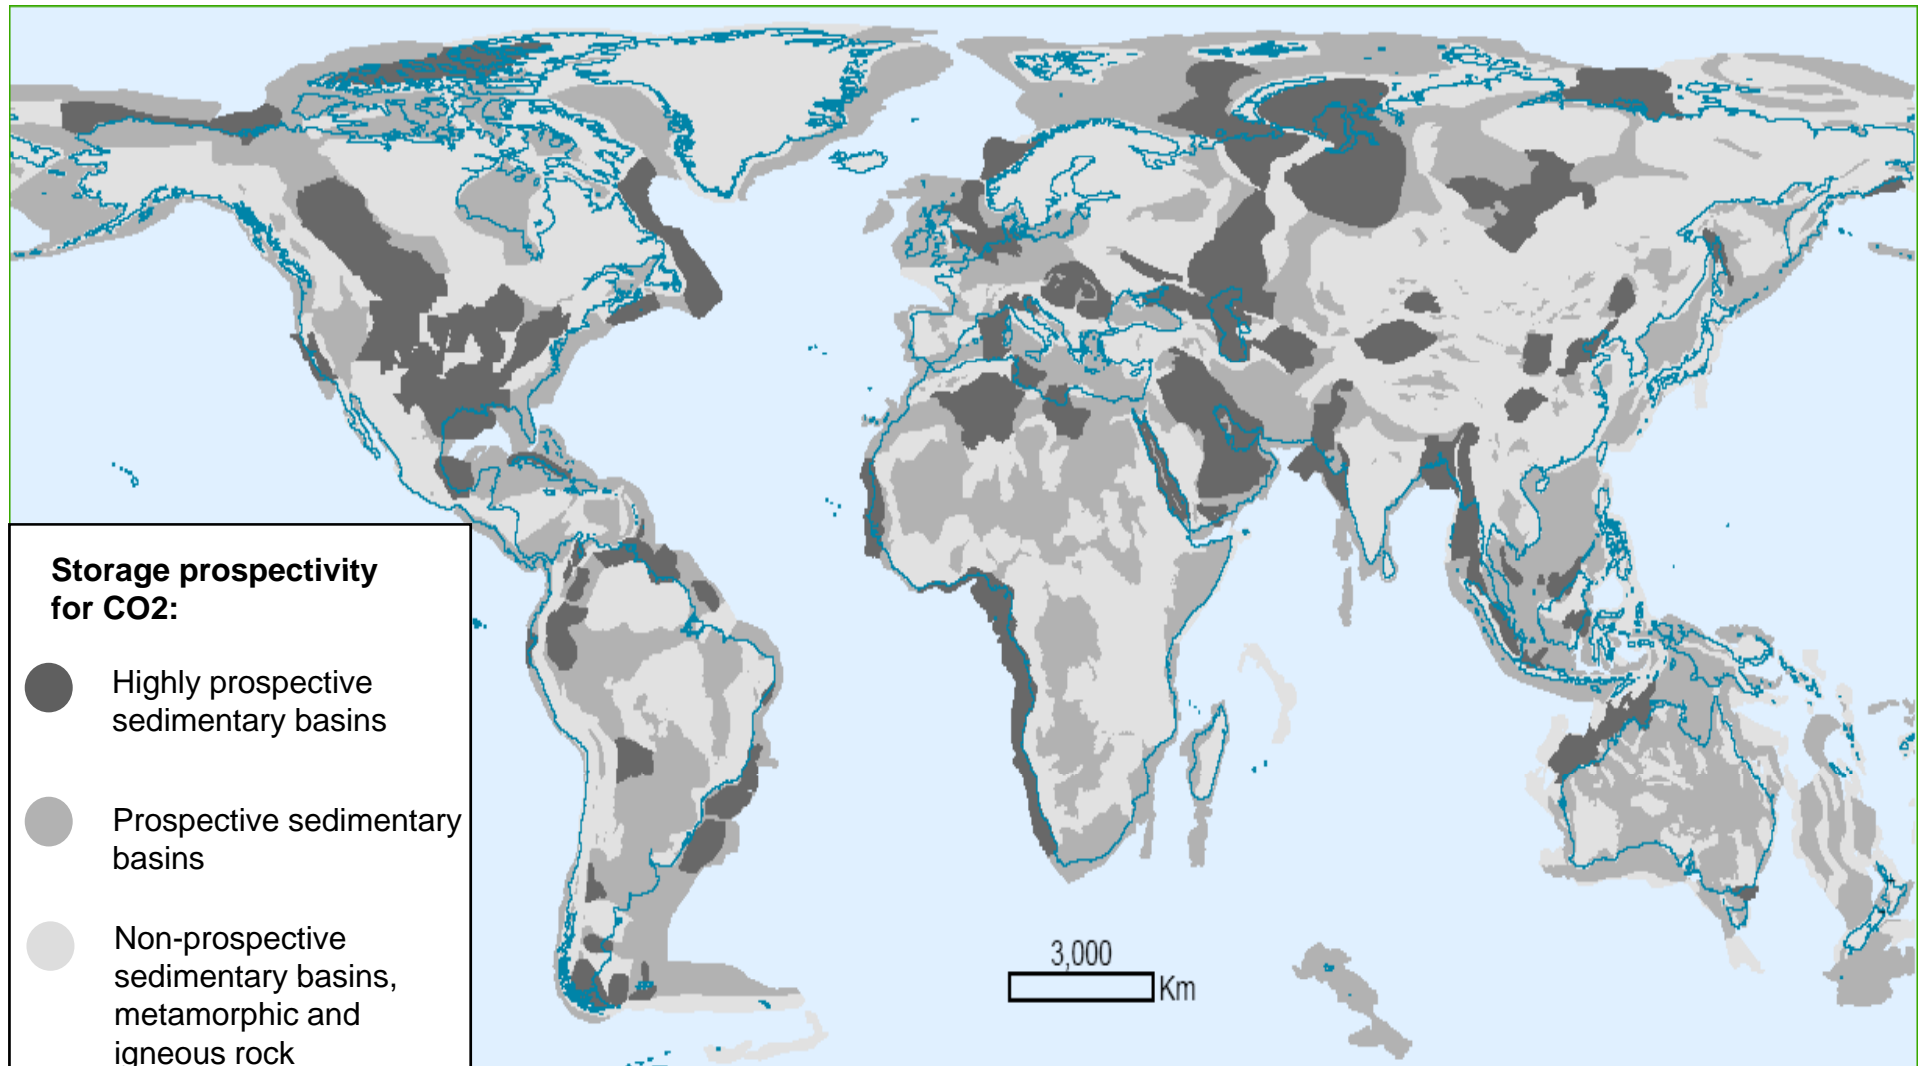 Storage prospectivity
for CO2:
Highly prospective
sedimentary basins
Prospective sedimentary
basins
Non-prospective
sedimentary basins,
metamorphic and
igneous rock
3,000
Km